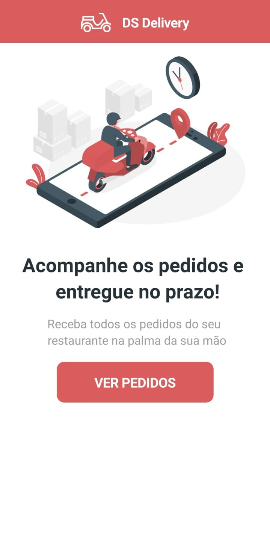 DS Delivery
Acompanhe os pedidos e
entregue no prazo!
Receba todos os pedidos do seu
restaurante na palma da sua mão
VER PEDIDOS